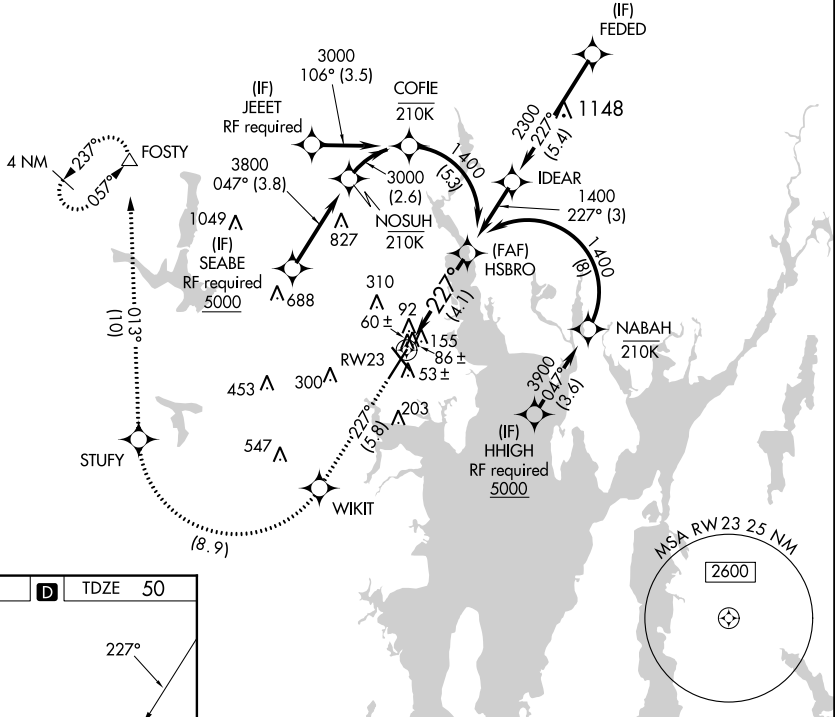 (IF)
FEDED
3000
106° (3.5)
COFIE
210K
(IF)
JEEET
RF required
1148
2300
227°
(5.4)
4 NM
237°
057°
FOSTY
3800
047° (3.8)
1400
(53)
3000
(2.6)
IDEAR
1400
227° (3)
NOSUH
210K
1049
827
(IF)
SEABE
RF required
5000
688
(FAF)
HSBRO
1400
(8)
227°
(4.1)
310
92
60 ±
155
86 ±
RW23
53 ±
NABAH
210K
013°
(10)
453
300
3900
047°
(3.6)
203
227°
(5.8)
(IF)
HHIGH
RF required
5000
547
STUFY
WIKIT
(8.9)
MSA RW 23 25 NM
2600
D TDZE 50
227°